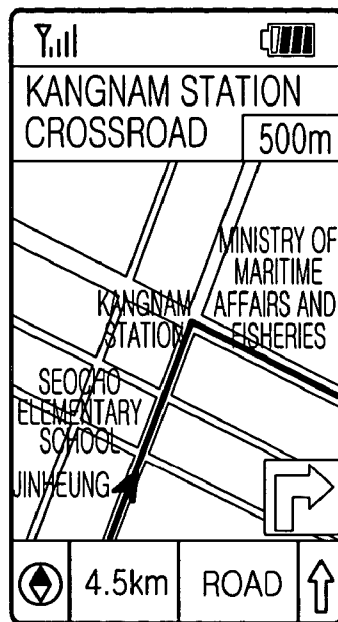 KANGNAM STATION
CROSSROAD
500m
MINISTRY OF
MARITIME
AFFAIRS AND
FISHERIES
KANGNAM
STATION
SEOCHO
ELEMENTARY
SCHOOL
JINHEUNG
4.5km
ROAD